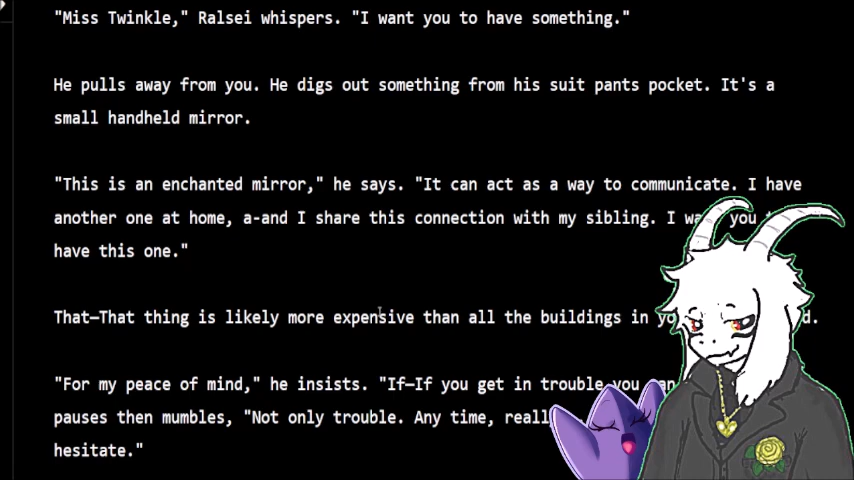 "Miss Twinkle," Ralsei whispers. "I want you to have something."
He pulls away from you. He digs out something from his suit pants pocket. It's a
small handheld mirror.
"This is an enchanted mirror," he says. "It can act as a way to communicate. I have
another one at home, a-and I share this connection with my sibling. I you
have this one."
That—That thing is likely more expensive than all the buildings in
"For my peace of mind," he insists. "If—If you get in trouble you
pauses then mumbles, "Not only trouble. Any time,
hesitate."